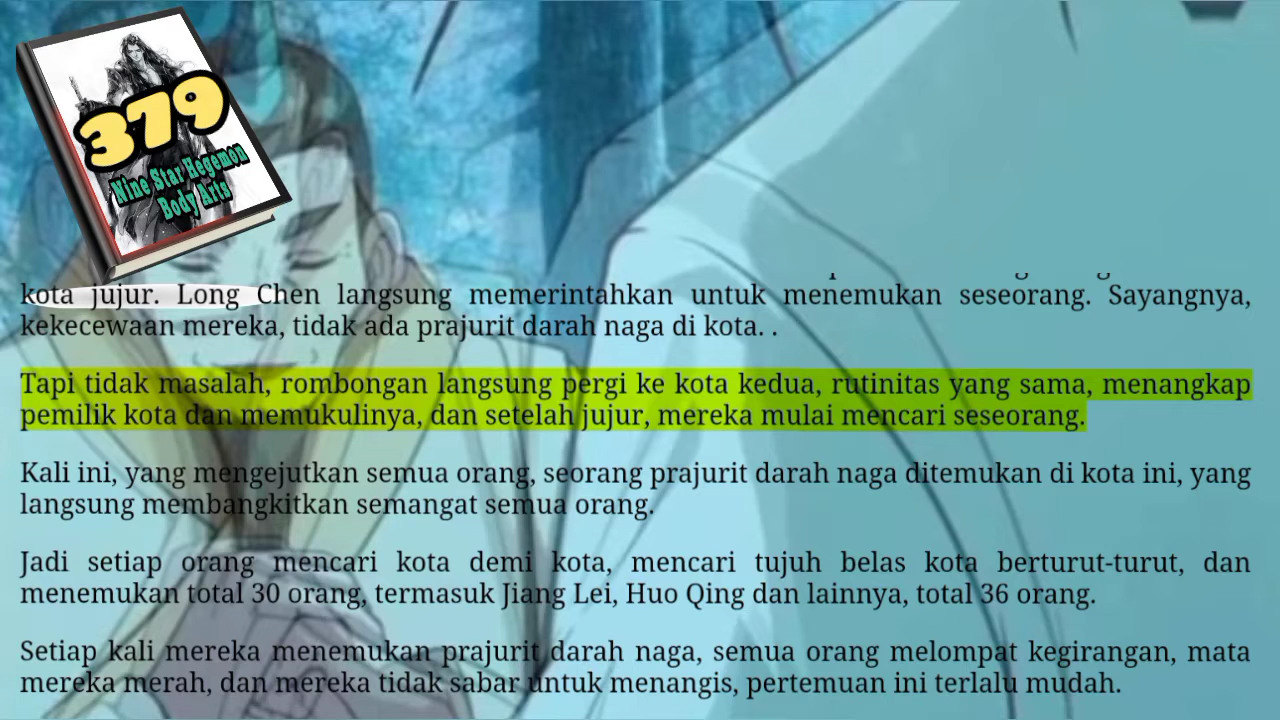 379
Nine Star Hegemon
Body Arts
kota jujur. Long Chen langsung memerintahkan untuk menemukan seseorang. Sayangnya,
kekecewaan mereka, tidak ada prajurit darah naga di kota. .
Tapi tidak masalah, rombongan langsung pergi ke kota kedua, rutinitas yang sama, menangkap
pemilik kota dan memukulinya, dan setelah jujur, mereka mulai mencari seseorang.
Kali ini, yang mengejutkan semua orang, seorang prajurit darah naga ditemukan di kota ini, yang
langsung membangkitkan semangat semua orang.
Jadi setiap orang mencari kota demi kota, mencari tujuh belas kota berturut-turut, dan
menemukan total 30 orang, termasuk Jiang Lei, Huo Qing dan lainnya, total 36 orang.
Setiap kali mereka menemukan prajurit darah naga, semua orang melompat kegirangan, mata
mereka merah, dan mereka tidak sabar untuk menangis, pertemuan ini terlalu mudah.